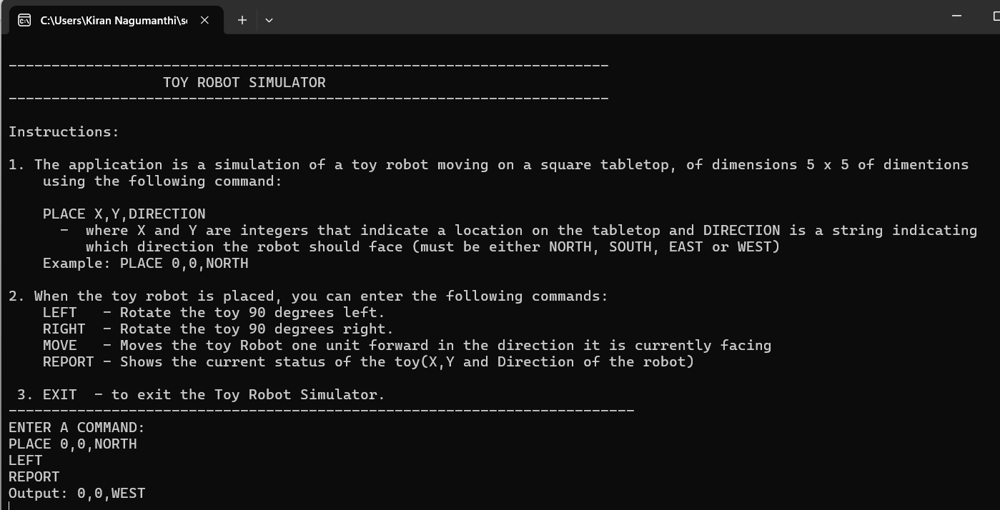 C:\Users\Kiran Nagumanthi\s
----------------------------------------------------------------------
TOY ROBOT SIMULATOR
----------------------------------------------------------------------
Instructions:
1. The application is a simulation of a toy robot moving on a square tabletop, of dimensions 5 x 5 of dimentions
using the following command:
PLACE X,Y,DIRECTION
- where X and Y are integers that indicate a location on the tabletop and DIRECTION is a string indicating
which direction the robot should face (must be either NORTH, SOUTH, EAST or WEST)
Example: PLACE 0,0,NORTH
2. When the toy robot is placed, you can enter the following commands:
LEFT - Rotate the toy 90 degrees left.
RIGHT - Rotate the toy 90 degrees right.
MOVE - Moves the toy Robot one unit forward in the direction it is currently facing
REPORT - Shows the current status of the toy(X,Y and Direction of the robot)
3. EXIT - to exit the Toy Robot Simulator.
-------------------------------------------------------------------------
ENTER A COMMAND:
PLACE 0,0,NORTH
LEFT
REPORT
Output: 0,0,WEST